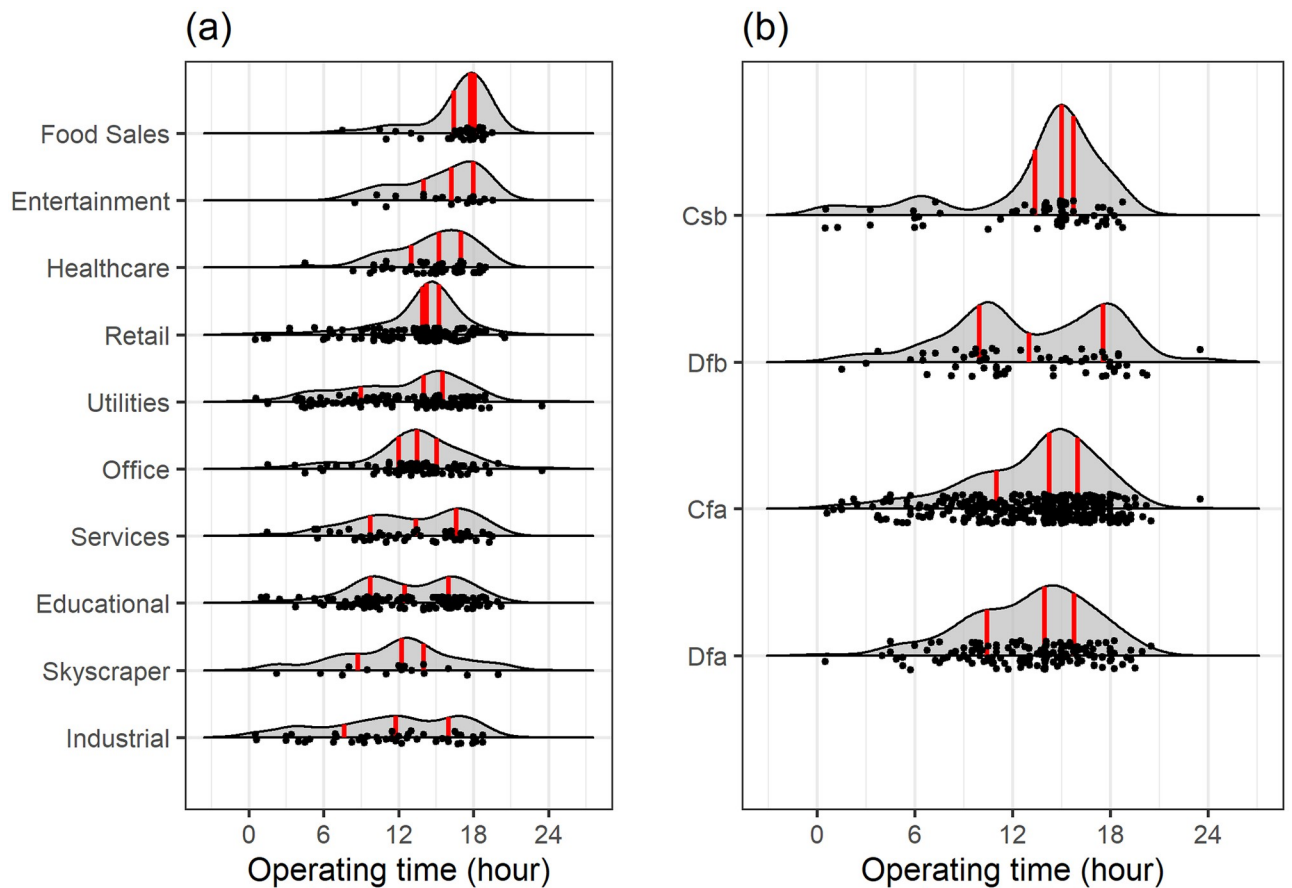 (a)
Food Sales
Entertainment
Healthcare
Retail
Utilities
Office
Services
Educational
Skyscraper
Industrial
0 6 12 18 24
Operating time (hour)
(b)
Csb
Dfb
Cfa
Dfa
0 6 12 18 24
Operating time (hour)